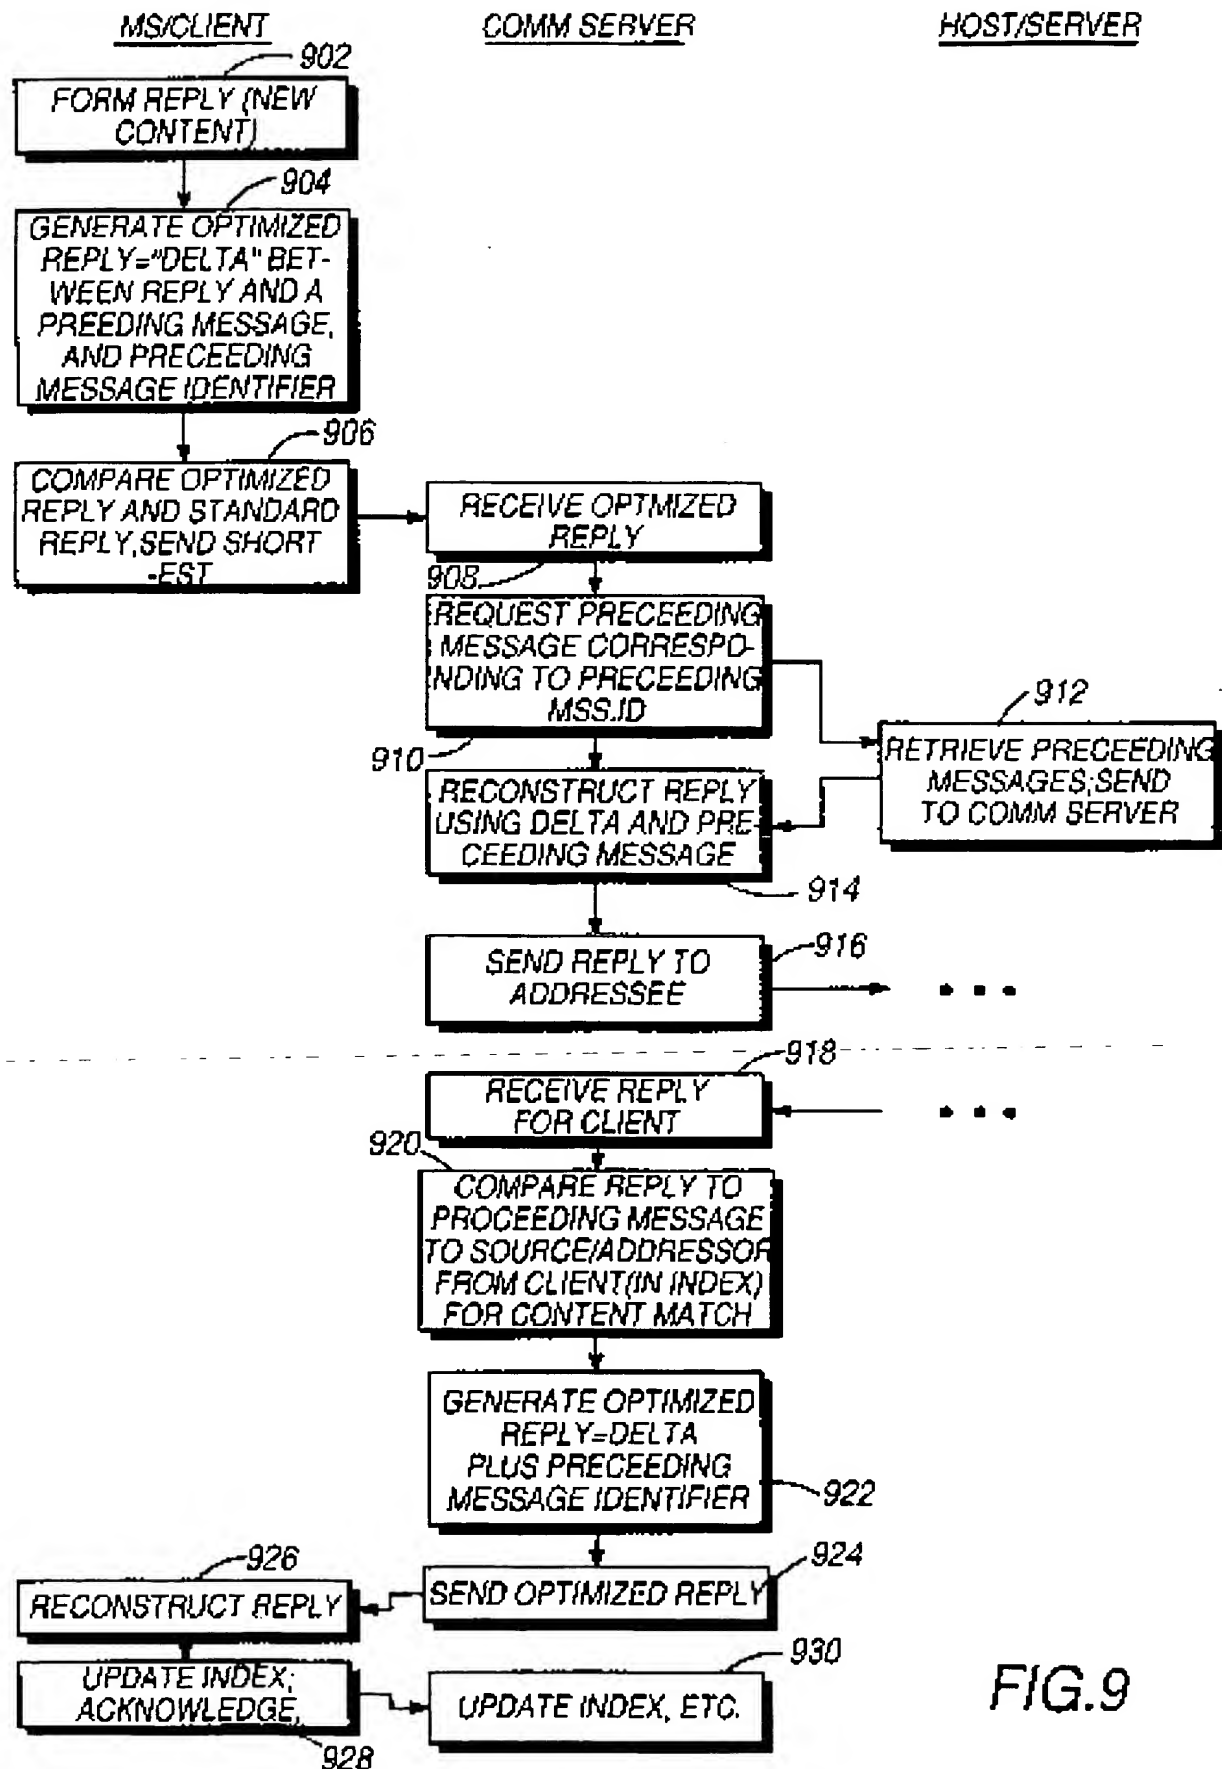 MS/CLIENT
COMM SERVER
HOST/SERVER
902
FORM REPLY (NEW
CONTENT)
904
GENERATE OPTIMIZED
REPLY="DELTA" BET-
WEEN REPLY AND A
PREEDING MESSAGE,
AND PRECEEDING
MESSAGE IDENTIFIER
906
COMPARE OPTIMIZED
REPLY AND STANDARD
REPLY,SEND SHORT
-EST
RECEIVE OPTMIZED
REPLY
908
REQUEST PRECEEDING
MESSAGE CORRESPO-
NDING TO PRECEEDING
MSS.ID
910
912
RETRIEVE PRECEEDING
MESSAGES;SEND
TO COMM SERVER
RECONSTRUCT REPLY
USING DELTA AND PRE-
CEEDING MESSAGE
914
SEND REPLY TO
ADDRESSEE
916
918
RECEIVE REPLY
FOR CLIENT
920
COMPARE REPLY TO
PROCEEDING MESSAGE
TO SOURCE/ADDRESSOR
FROM CLIENT(IN INDEX)
FOR CONTENT MATCH
GENERATE OPTIMIZED
REPLY=DELTA
PLUS PRECEEDING
MESSAGE IDENTIFIER
922
924
SEND OPTIMIZED REPLY
926
RECONSTRUCT REPLY
UPDATE INDEX;
ACKNOWLEDGE,
928
930
UPDATE INDEX, ETC.
FIG.9